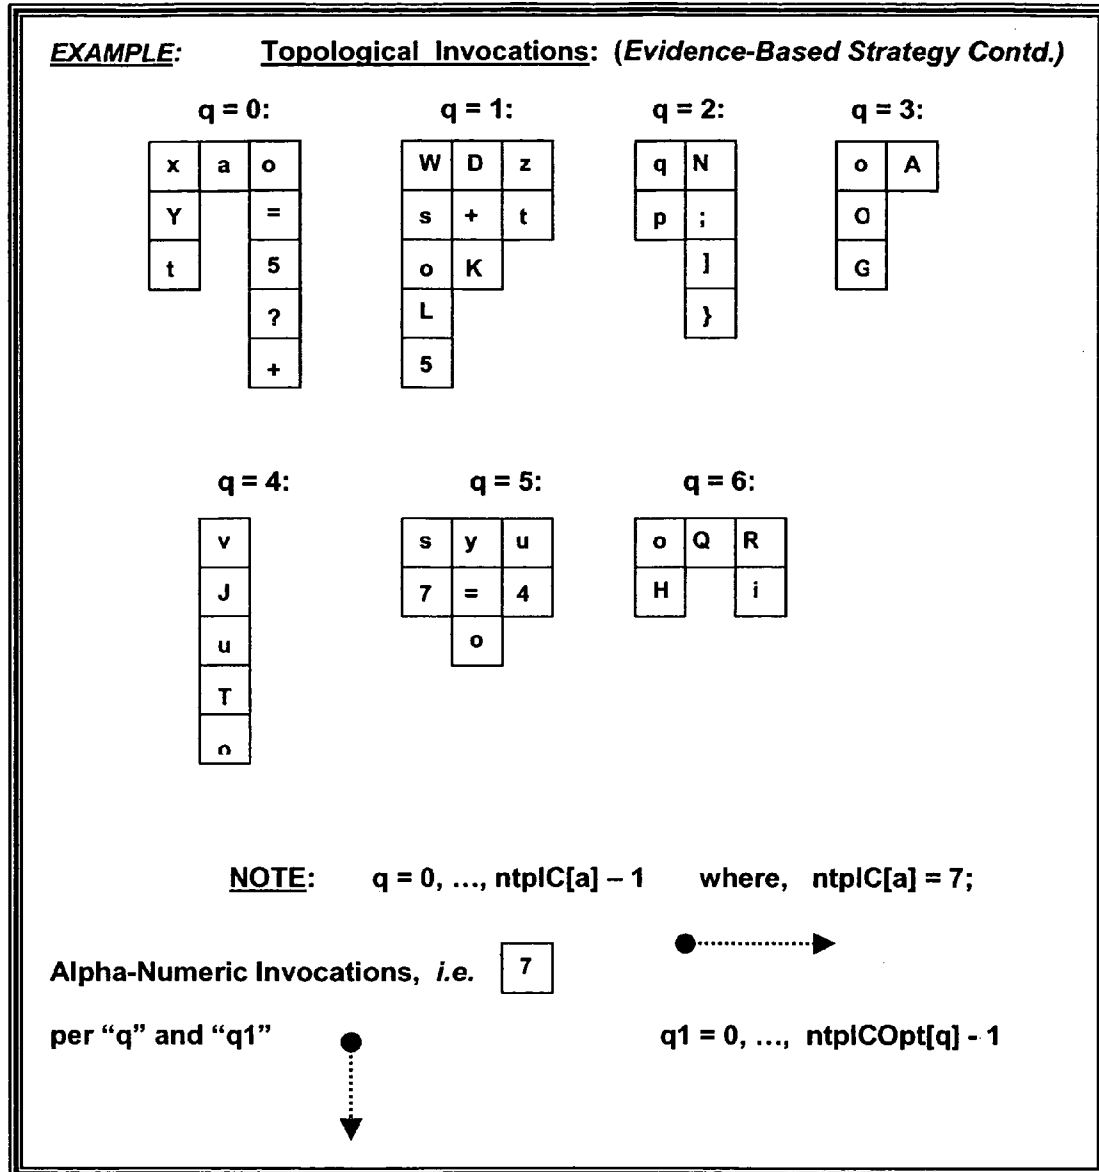 EXAMPLE: Topological Invocations: (Evidence-Based Strategy Contd.)
q = 0: q = 1: q = 2: q = 3:
x a o W D z q N o A
Y = s + t p ; O
t 5 o K ] G
? L }
+ 5
q = 4: q = 5: q = 6:
v s y u o Q R
J 7 = 4 H i
u o
T
o
NOTE: q = 0, …, ntplC[a] – 1 where, ntplC[a] = 7;
Alpha-Numeric Invocations, i.e. 7
per “q” and “q1” q1 = 0, …, ntplCOpt[q] - 1